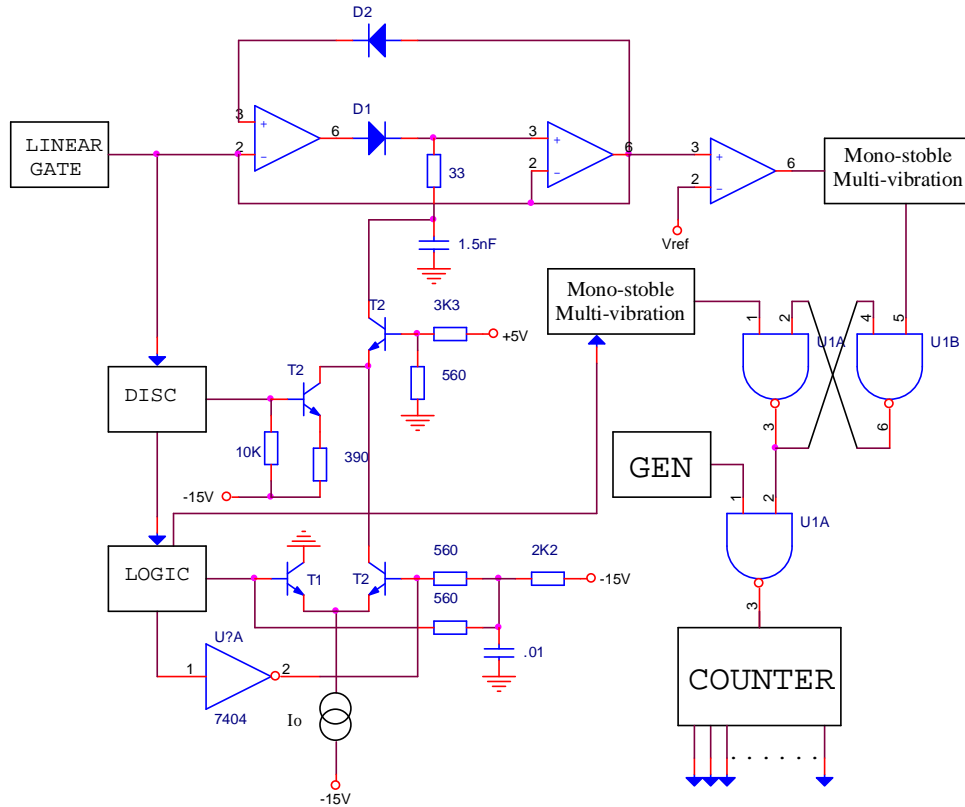 D2
D1
3
6
2
+
−
LINEAR
GATE
33
3
2
+
−
6
3
2
+
−
6
Mono-stoble
Multi-vibration
Vref
1.5nF
T2
3K3
+5V
560
Mono-stoble
Multi-vibration
1
2
4
5
U1A
U1B
3
6
DISC
T2
10K
390
-15V
GEN
1
2
U1A
3
LOGIC
T1
T2
560
2K2
-15V
560
.01
U?A
1
2
7404
Io
-15V
COUNTER
. . . . . .